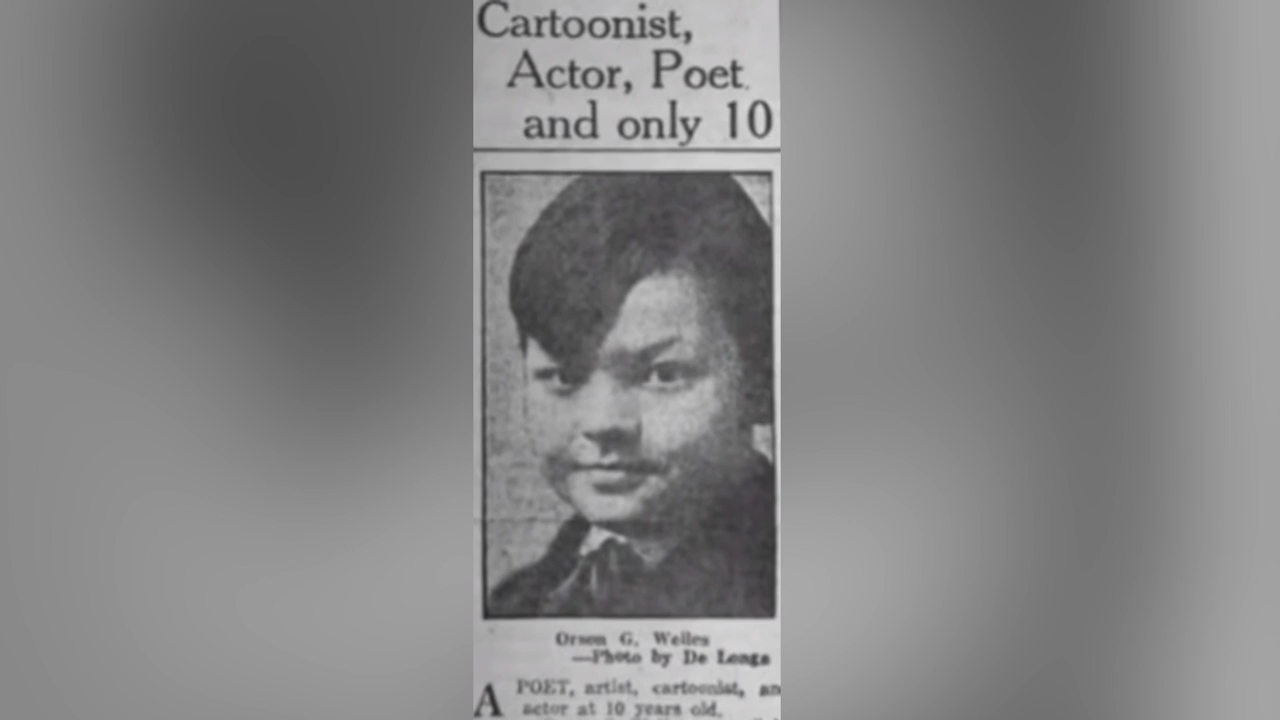 Cartoonist,
Actor, Poet
and only 10
Orson G. Welles
—Photo by De Longe
A POET, artist, cartoonist, an
actor at 10 years old.